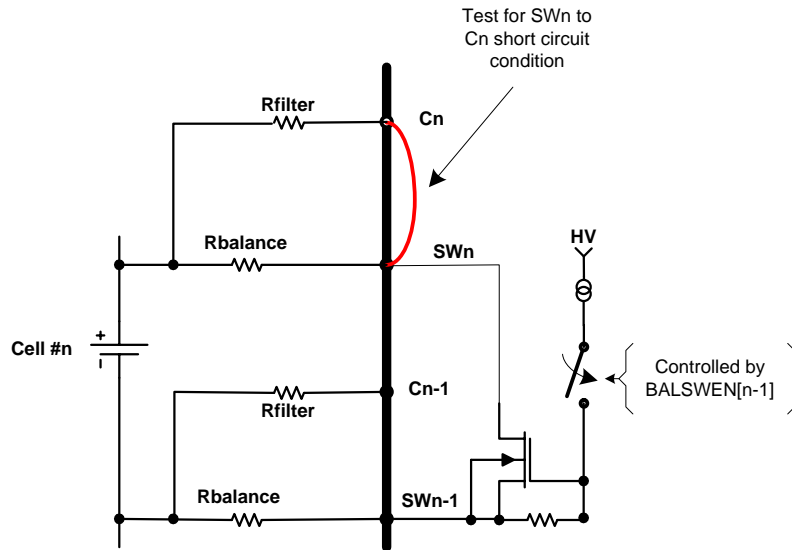 Test for SWn to
Cn short circuit
condition
Rfilter
Cn
Rbalance
SWn
HV
+
Cell #n
–
Controlled by
BALSWEN[n-1]
Cn-1
Rfilter
Rbalance
SWn-1